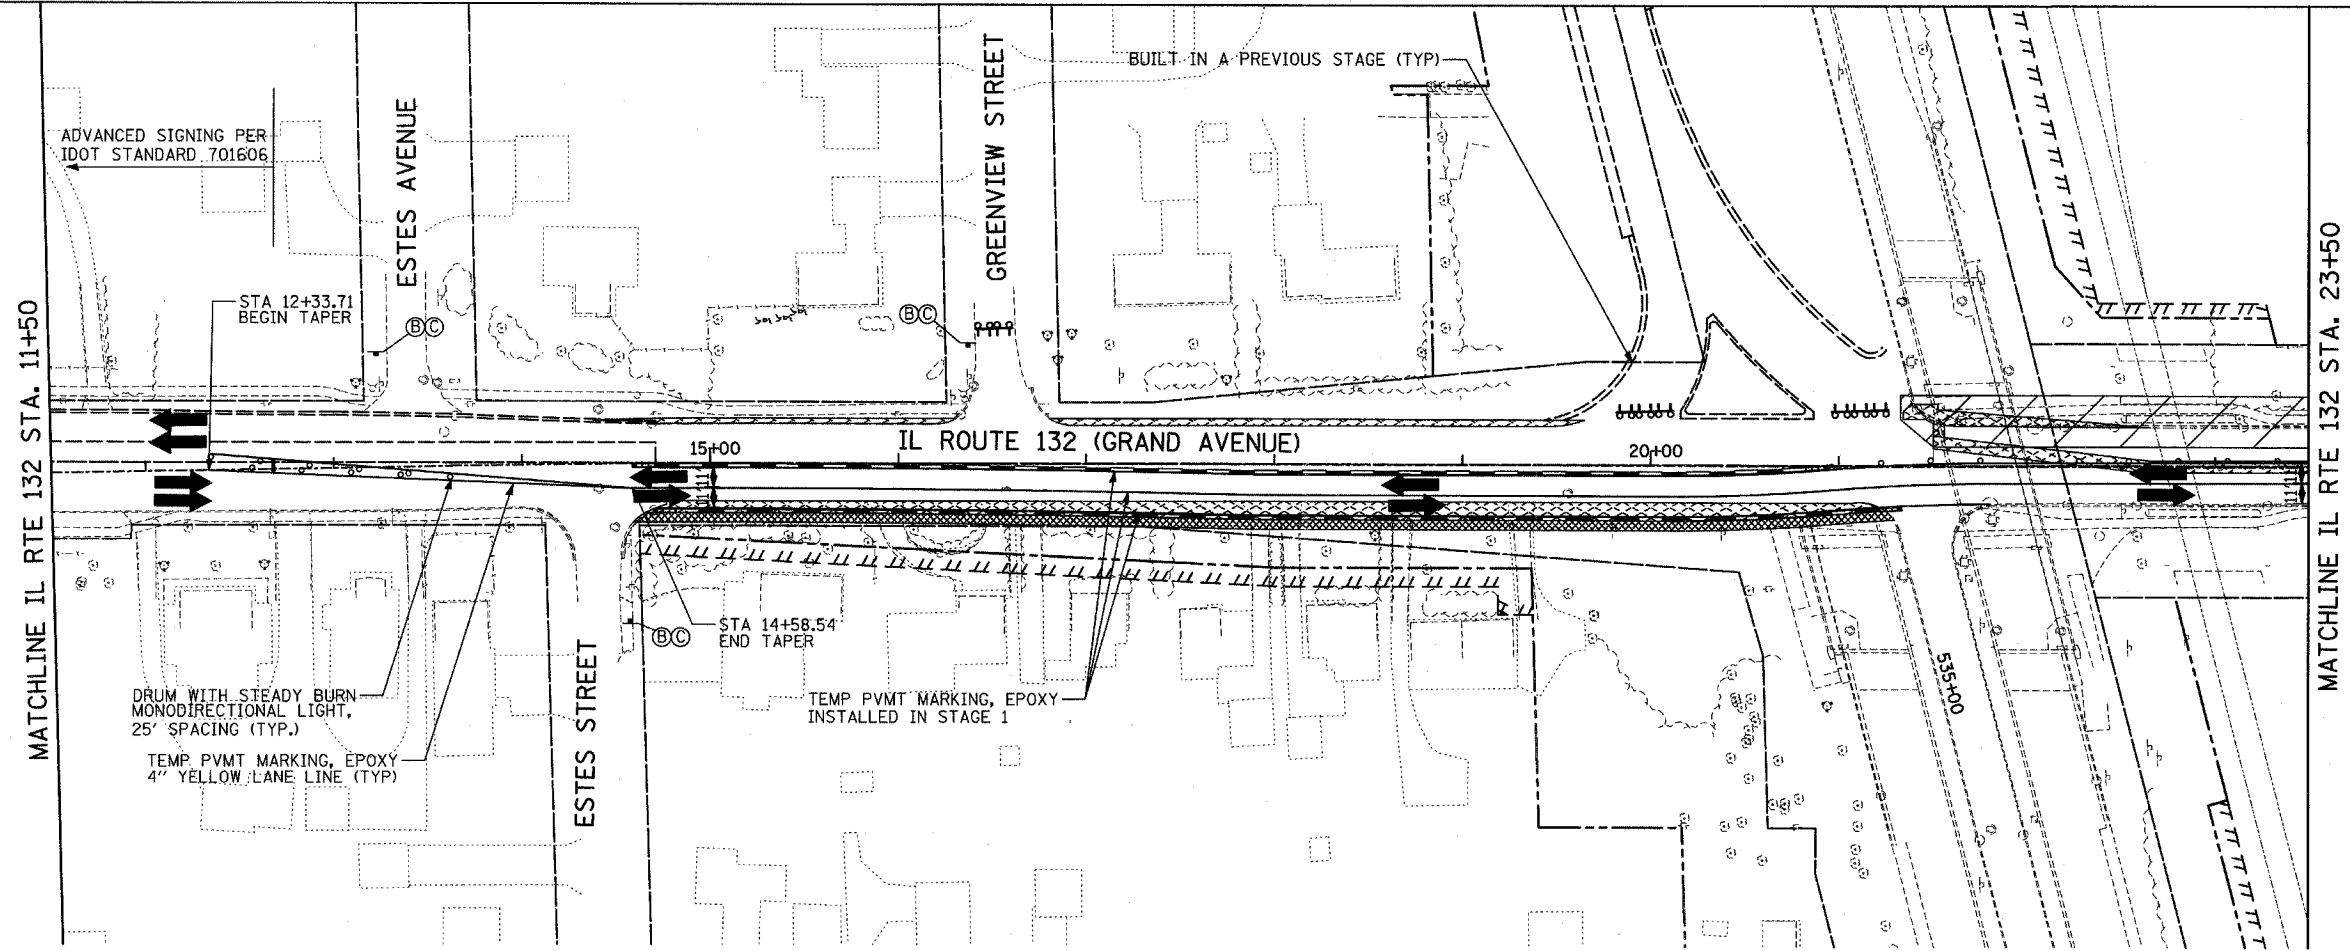 MATCHLINE IL RTE 132 STA. 11+50
ADVANCED SIGNING PER
IDOT STANDARD 701606
ESTES AVENUE
GREENVIEW STREET
BUILT IN A PREVIOUS STAGE (TYP)
STA 12+33.71
BEGIN TAPER
B C
B C
15+00
IL ROUTE 132 (GRAND AVENUE)
20+00
11' 11'
11' 11'
STA 14+58.54
END TAPER
B C
ESTES STREET
DRUM WITH STEADY BURN
MONODIRECTIONAL LIGHT,
25' SPACING (TYP.)
TEMP PVMT MARKING, EPOXY
4" YELLOW LANE LINE (TYP)
TEMP PVMT MARKING, EPOXY
INSTALLED IN STAGE 1
535+00
MATCHLINE IL RTE 132 STA. 23+50